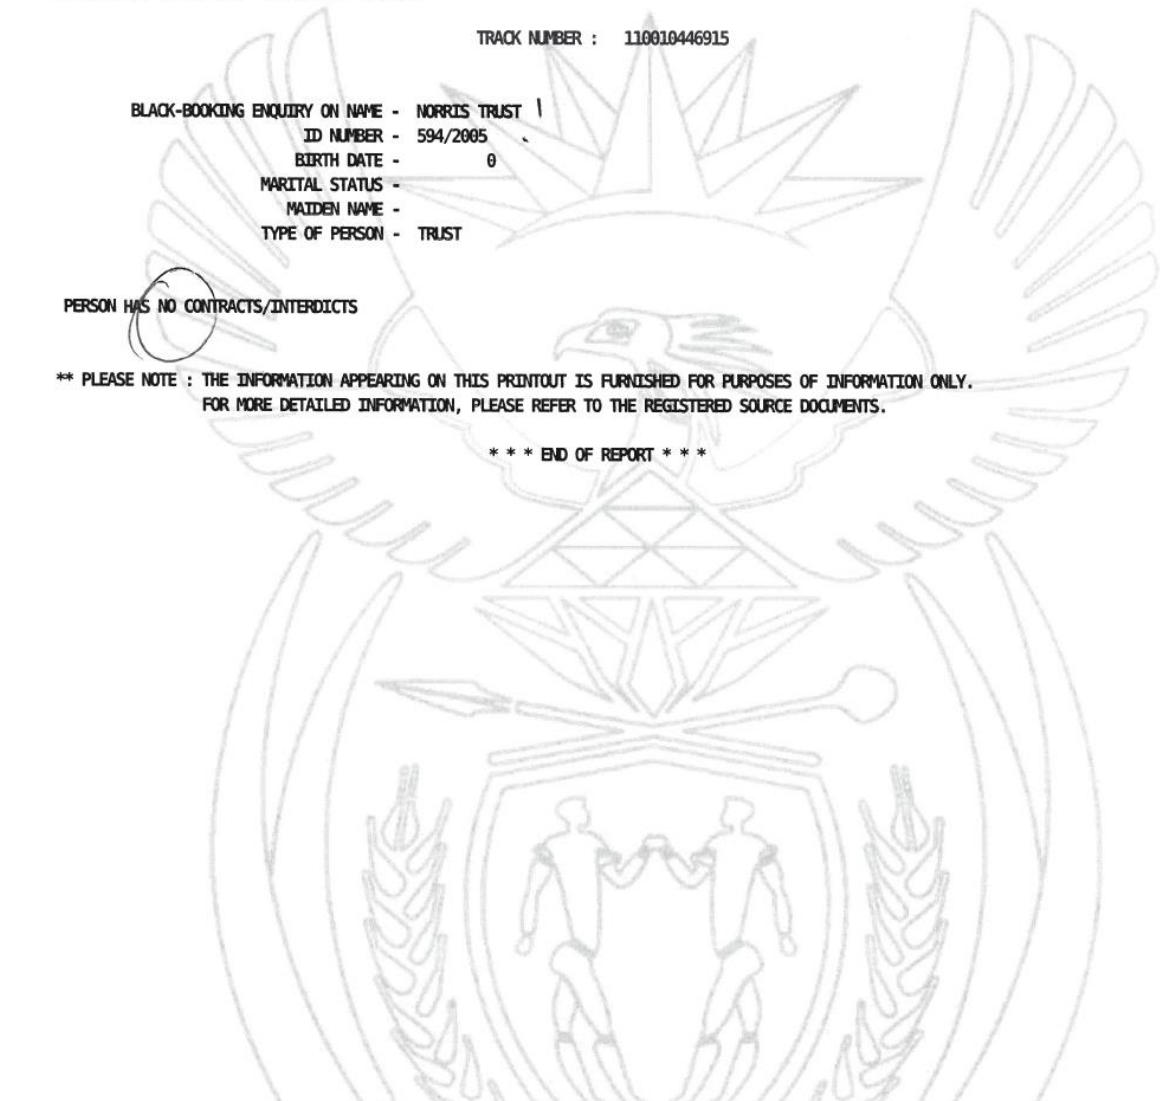 TRACK NUMBER : 110010446915
BLACK-BOOKING ENQUIRY ON NAME - NORRIS TRUST
ID NUMBER - 594/2005
BIRTH DATE - 0
MARITAL STATUS -
MAIDEN NAME -
TYPE OF PERSON - TRUST
PERSON HAS NO CONTRACTS/INTERDICTS
** PLEASE NOTE : THE INFORMATION APPEARING ON THIS PRINTOUT IS FURNISHED FOR PURPOSES OF INFORMATION ONLY.
FOR MORE DETAILED INFORMATION, PLEASE REFER TO THE REGISTERED SOURCE DOCUMENTS.
* * * END OF REPORT * * *